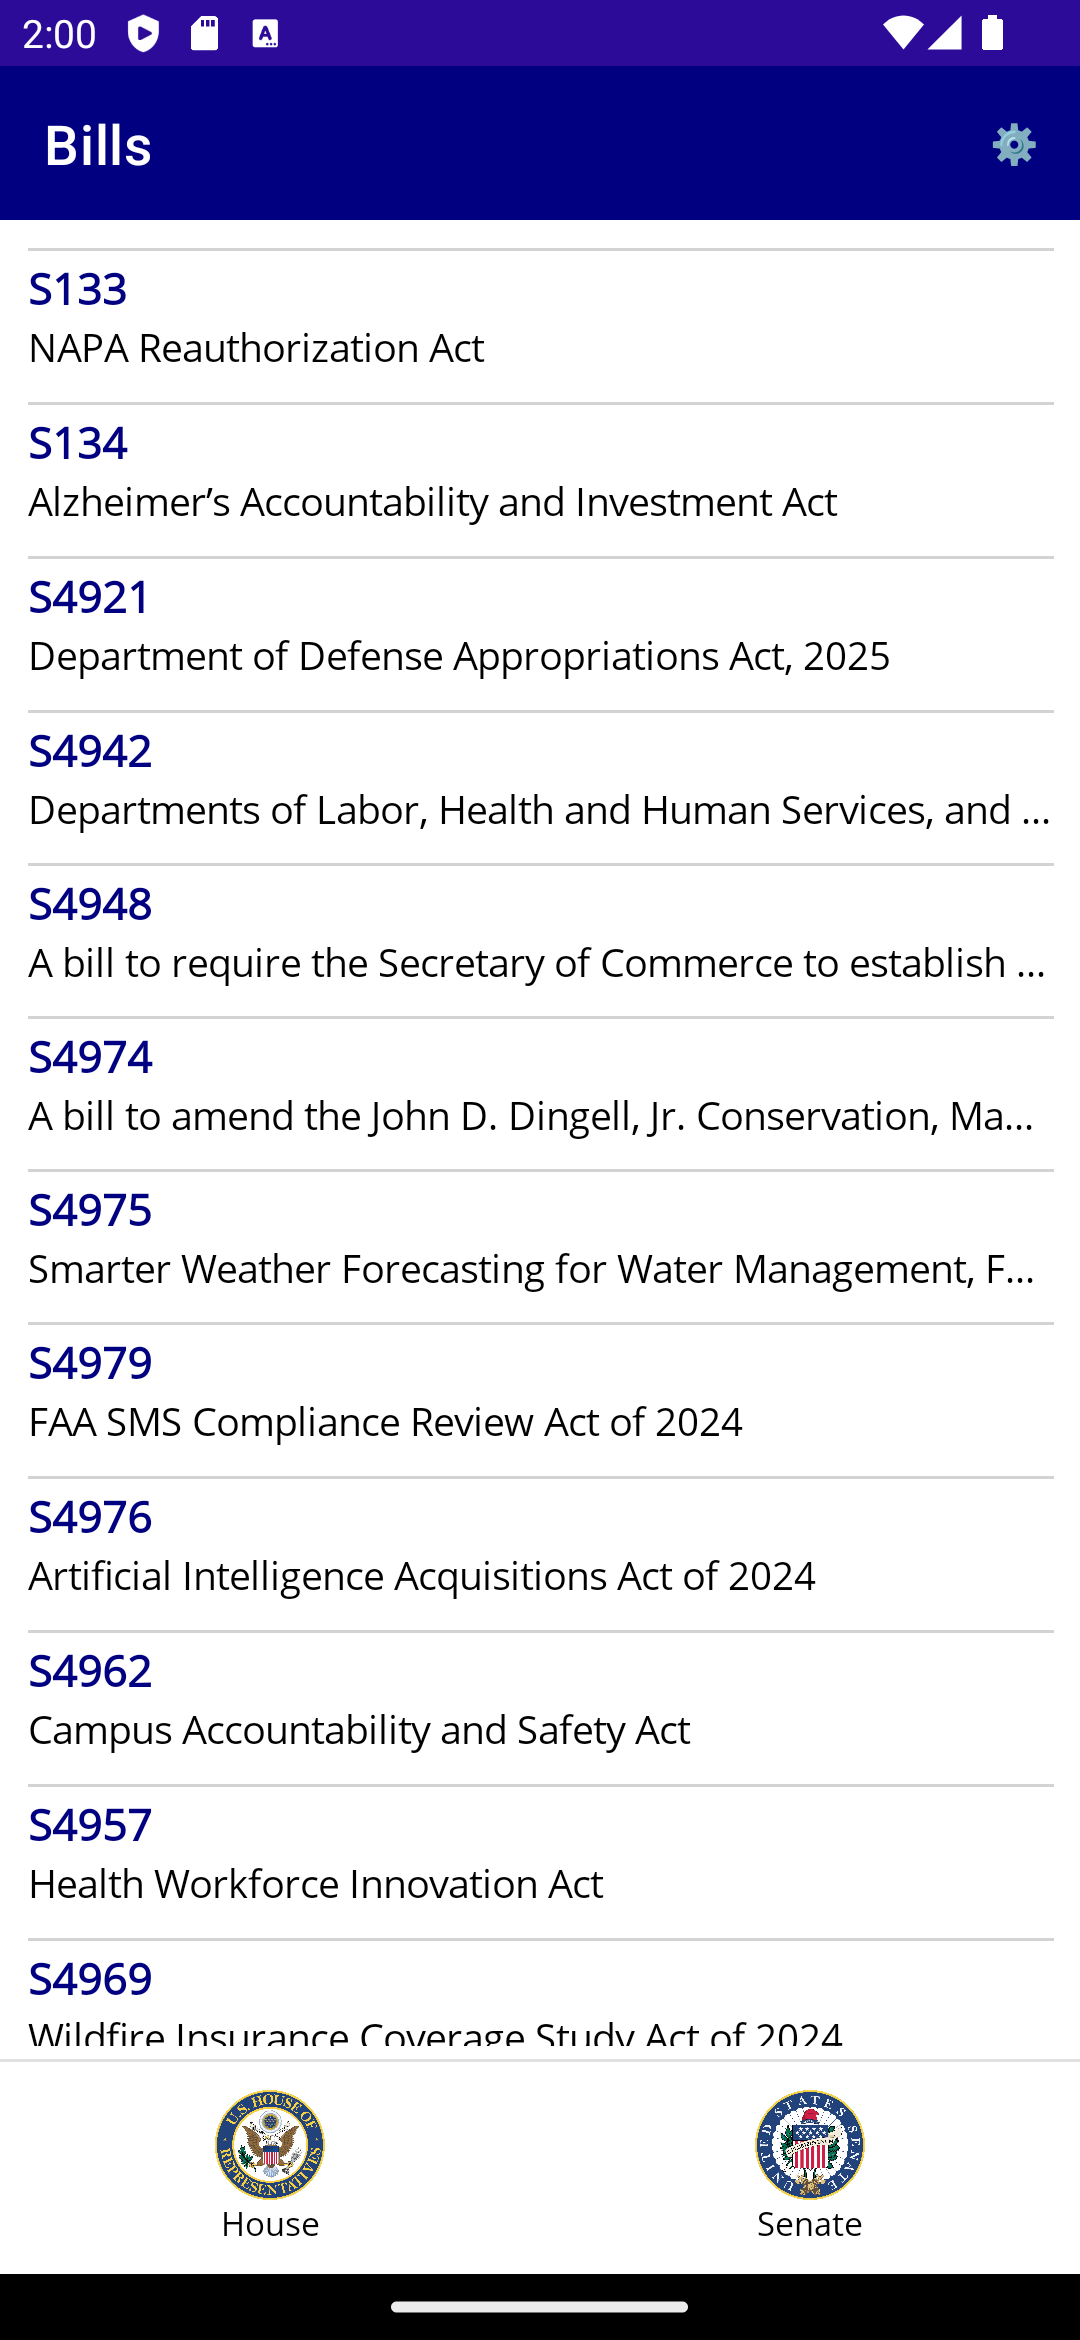 2:00
Bills
S133
NAPA Reauthorization Act
S134
Alzheimer’s Accountability and Investment Act
S4921
Department of Defense Appropriations Act, 2025
S4942
Departments of Labor, Health and Human Services, and ...
S4948
A bill to require the Secretary of Commerce to establish ...
S4974
A bill to amend the John D. Dingell, Jr. Conservation, Ma...
S4975
Smarter Weather Forecasting for Water Management, F...
S4979
FAA SMS Compliance Review Act of 2024
S4976
Artificial Intelligence Acquisitions Act of 2024
S4962
Campus Accountability and Safety Act
S4957
Health Workforce Innovation Act
S4969
Wildfire Insurance Coverage Study Act of 2024
U.S. HOUSE OF REPRESENTATIVES
UNITED STATES SENATE
House
Senate